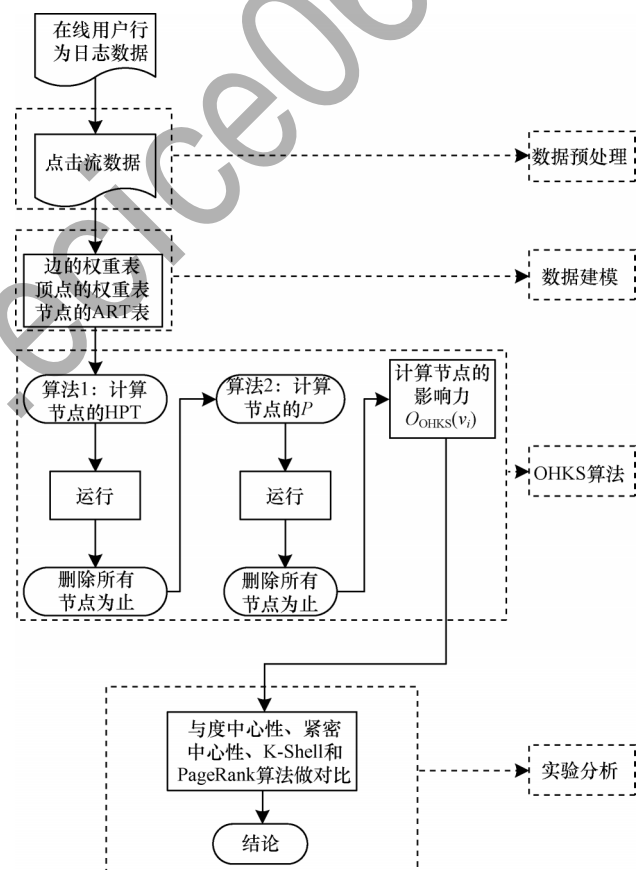 在线用户行
为日志数据
点击流数据
数据预处理
边的权重表
顶点的权重表
节点的ART表
数据建模
算法1：计算
节点的HPT
运行
删除所有
节点为止
算法2：计算
节点的P
运行
删除所有
节点为止
计算节点的
影响力
O_OHKS(v_i)
OHKS算法
与度中心性、紧密
中心性、K-Shell和
PageRank算法做对比
实验分析
结论